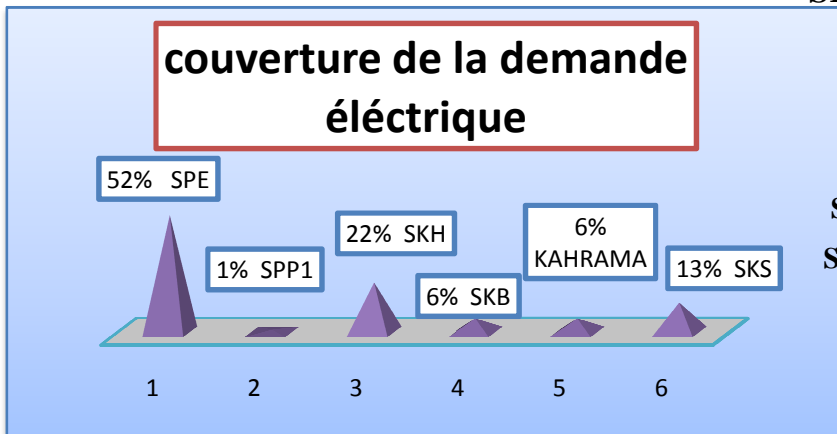 couverture de la demande
éléctrique
52% SPE
1% SPP1
22% SKH
6% SKB
6%
KAHRAMA
13% SKS
1 2 3 4 5 6